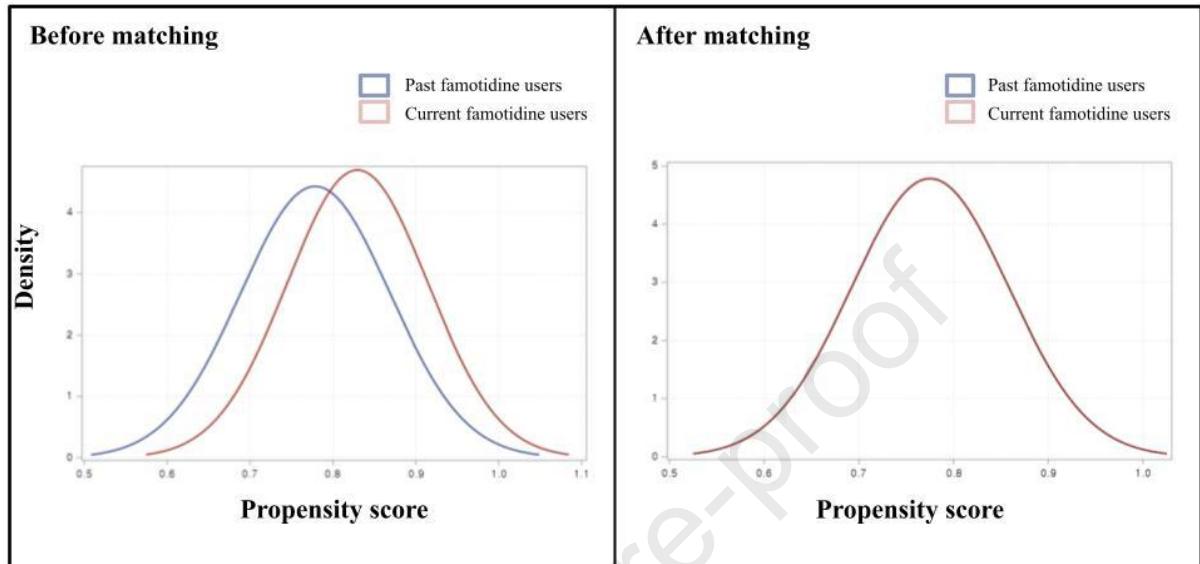 Before matching
Past famotidine users
Current famotidine users
Density
4
3
2
1
0
0.5 0.6 0.7 0.8 0.9 1.0 1.1
Propensity score
After matching
Past famotidine users
Current famotidine users
5
4
3
2
1
0
0.5 0.6 0.7 0.8 0.9 1.0
Propensity score
re-proof